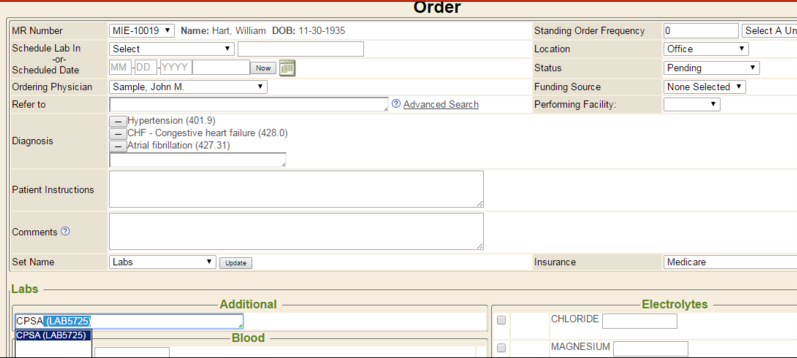 Order
MR Number MIE-10019 Name: Hart, William DOB: 11-30-1935 Standing Order Frequency 0 Select A Un
Schedule Lab In Select Location Office
-or-
Scheduled Date MM - DD - YYYY Now Status Pending
Ordering Physician Sample, John M. Funding Source None Selected
Refer to ? Advanced Search Performing Facility:
Diagnosis
Hypertension (401.9)
CHF - Congestive heart failure (428.0)
Atrial fibrillation (427.31)
Patient Instructions
Comments ?
Set Name Labs Update Insurance Medicare
Labs
Additional Electrolytes
CPSA (LAB5725) CHLORIDE
CPSA (LAB5725)
Blood
MAGNESIUM